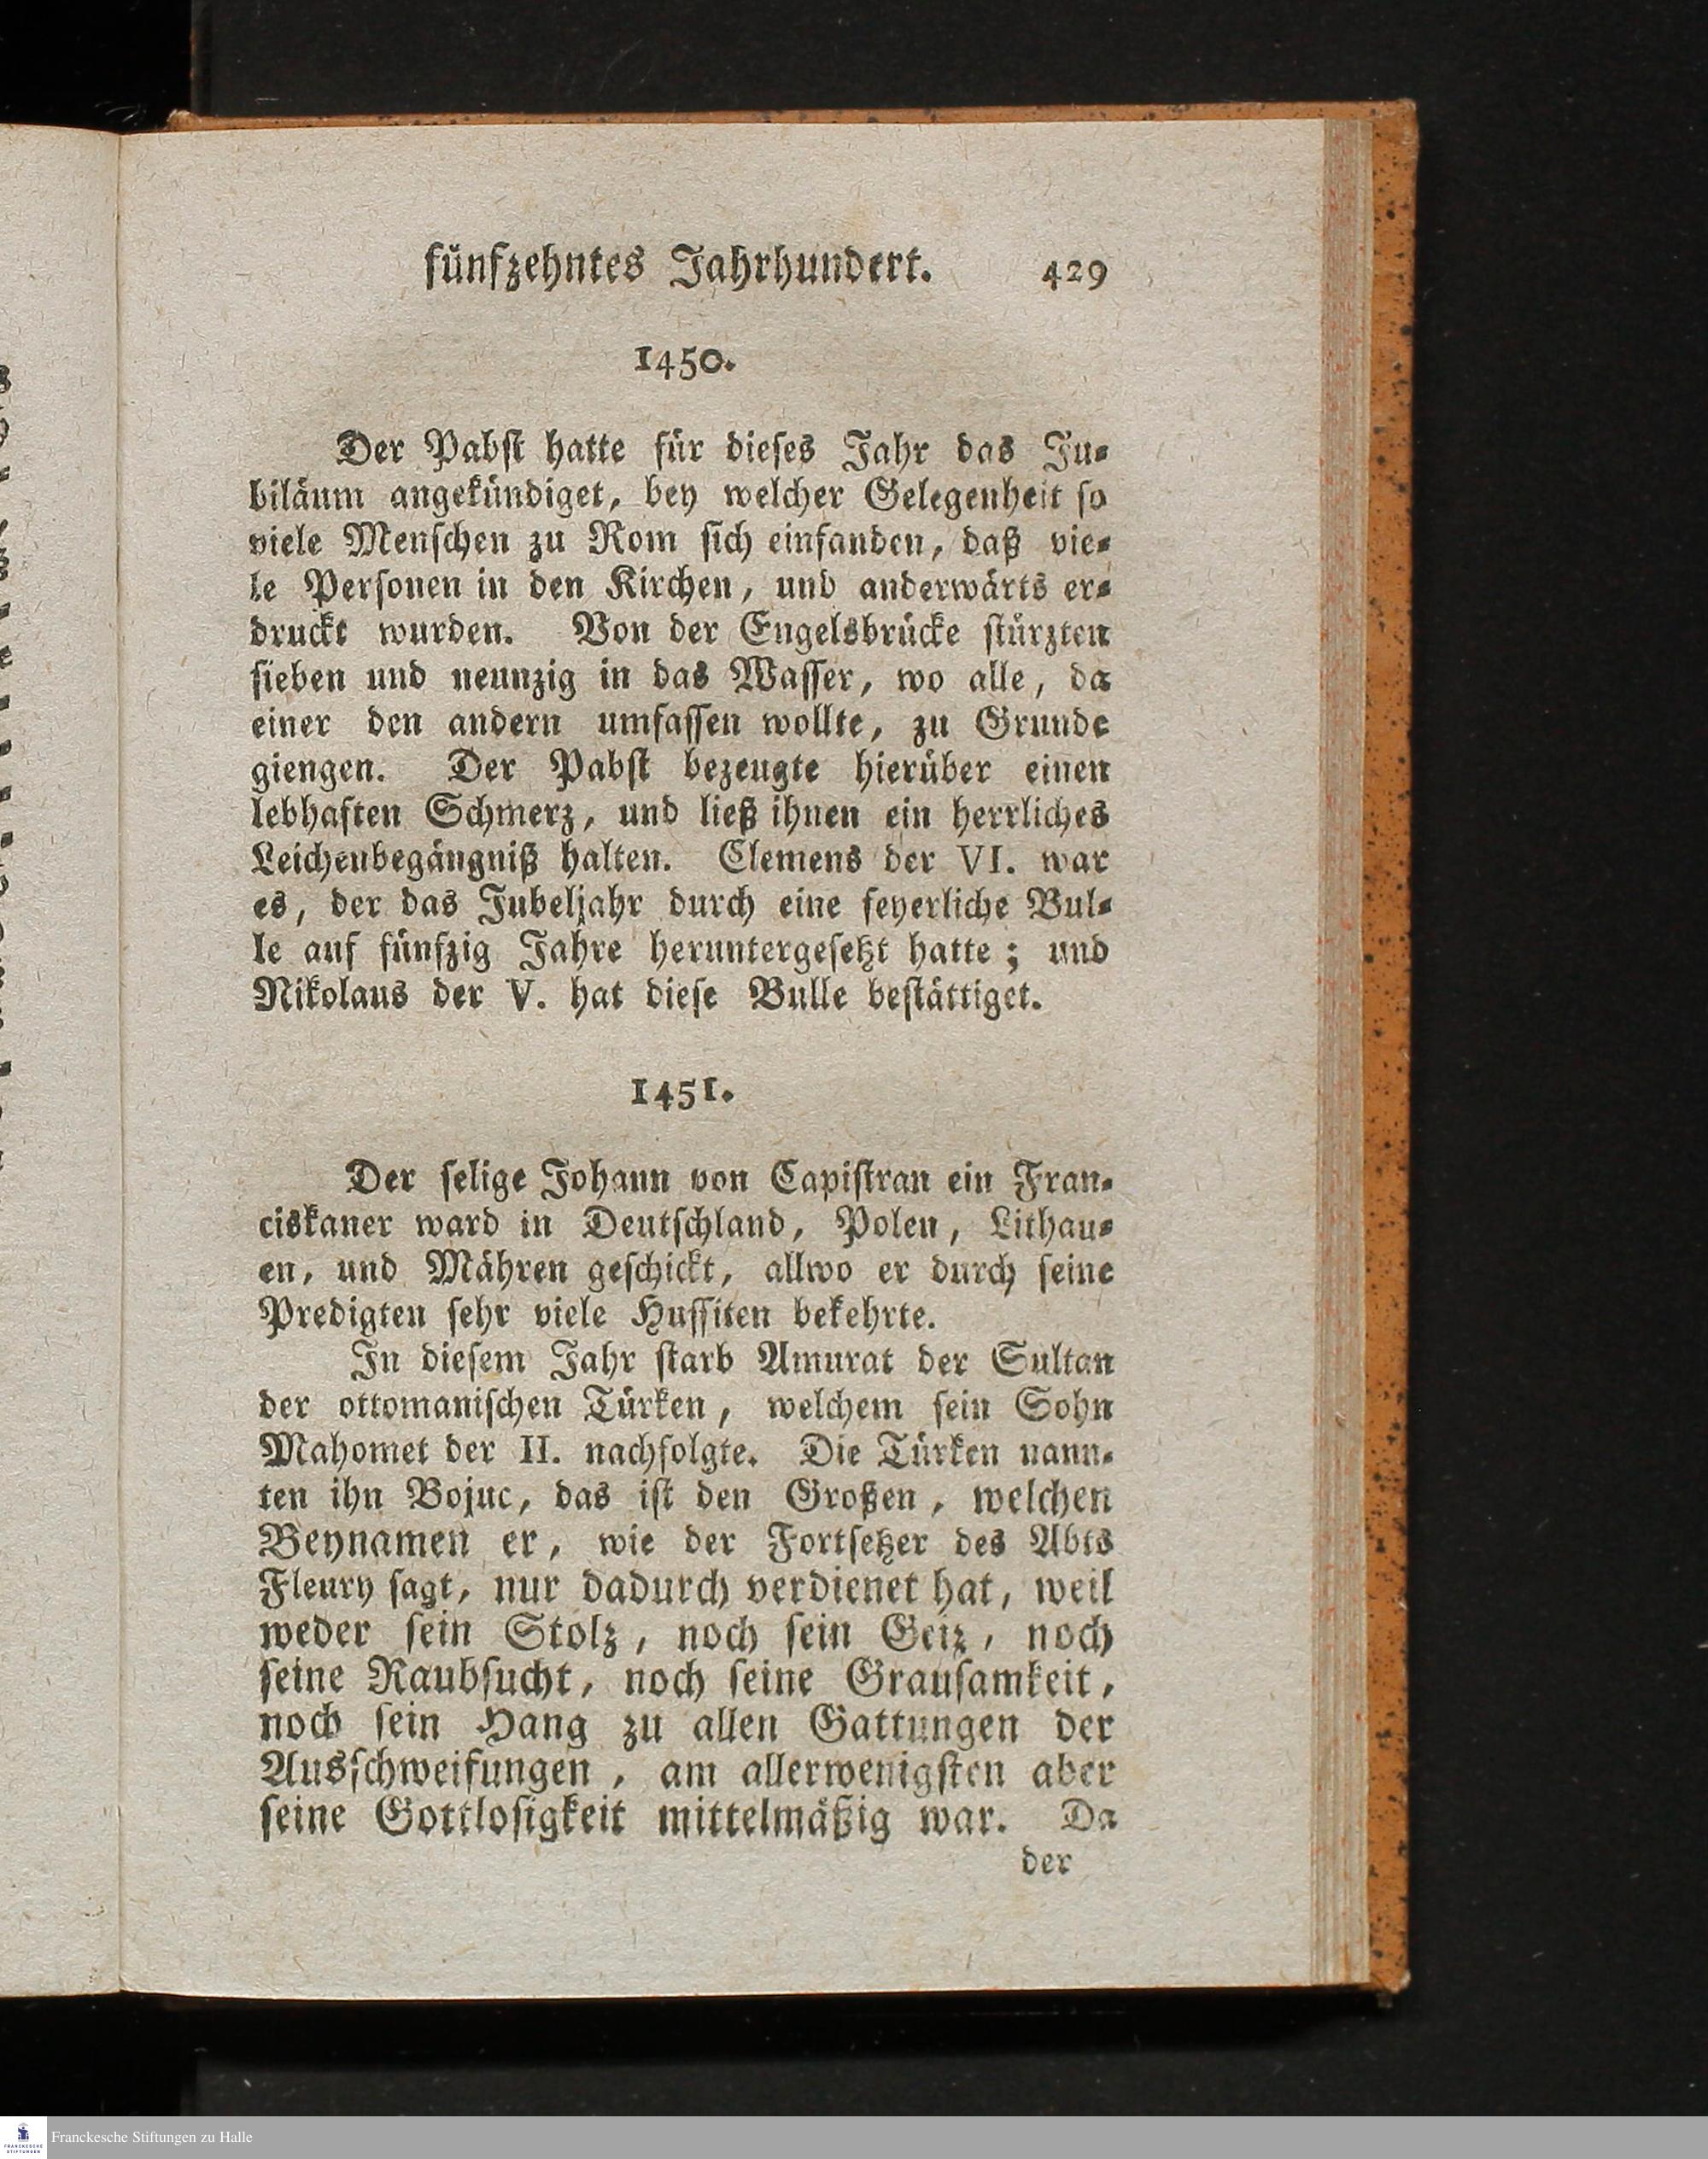 fünfzehntes Jahrhundert. 429
1450.
Der Pabst hatte für dieses Jahr das Ju-
biläum angekündiget, bey welcher Gelegenheit so
viele Menschen zu Rom sich einfanden, daß vie-
le Personen in den Kirchen, und anderwärts er-
druckt wurden. Von der Engelsbrücke stürzten
sieben und neunzig in das Wasser, wo alle, da
einer den andern umfassen wollte, zu Grunde
giengen. Der Pabst bezeugte hierüber einen
lebhaften Schmerz, und ließ ihnen ein herrliches
Leichenbegängniß halten. Clemens der VI. war
es, der das Jubeljahr durch eine feyerliche Bul-
le auf fünfzig Jahre heruntergesetzt hatte; und
Nikolaus der V. hat diese Bulle bestättiget.
1451.
Der selige Johann von Capistran ein Fran-
ciskaner ward in Deutschland, Polen, Lithau-
en, und Mähren geschickt, allwo er durch seine
Predigten sehr viele Hussiten bekehrte.
In diesem Jahr starb Amurat der Sultan
der ottomanischen Türken, welchem sein Sohn
Mahomet der II. nachfolgte. Die Türken nann-
ten ihn Bojuc, das ist den Großen, welchen
Beynamen er, wie der Fortsetzer des Abts
Fleury sagt, nur dadurch verdienet hat, weil
weder sein Stolz, noch sein Geiz, noch
seine Raubsucht, noch seine Grausamkeit,
noch sein Hang zu allen Gattungen der
Ausschweifungen, am allerwenigsten aber
seine Gottlosigkeit mittelmäßig war. Da
der
FRANCKESCHE
STIFTUNGEN
Franckesche Stiftungen zu Halle